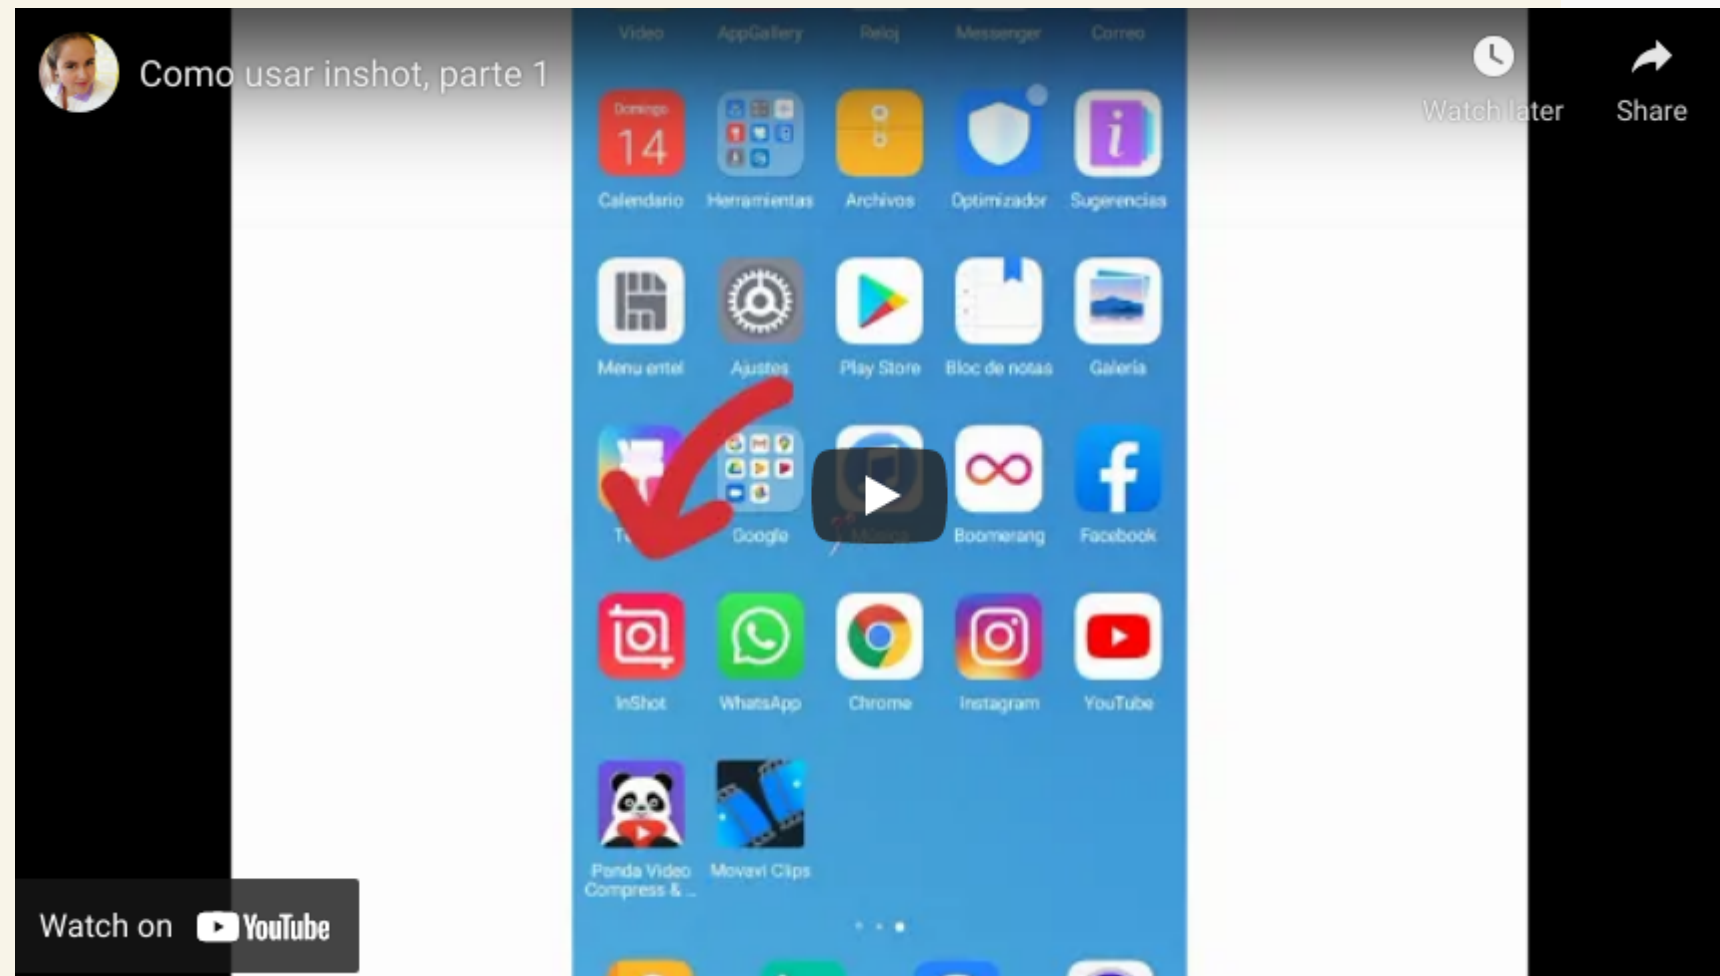 Como usar inshot, parte 1
Watch later
Share
Video
AppGallery
Reloj
Messenger
Correo
Domingo
14
Calendario
Herramientas
Archivos
Optimizador
Sugerencias
Menu entel
Ajustes
Play Store
Bloc de notas
Galería
Google
Música
Boomerang
Facebook
InShot
WhatsApp
Chrome
Instagram
YouTube
Panda Video
Compress & ...
Movavi Clips
Watch on YouTube